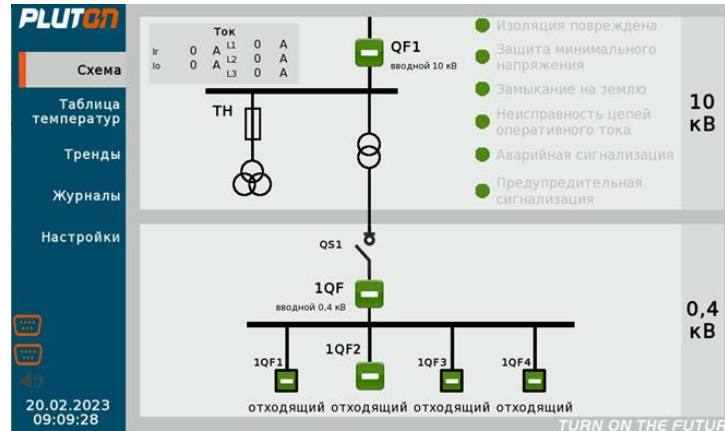 PLUTON
Схема
Таблица
температур
Тренды
Журналы
Настройки
20.02.2023
09:09:28
Ток
Ir 0 A L1 0 A
Io 0 A L2 0 A
L3 0 A
QF1
вводной 10 кВ
ТН
Изоляция повреждена
Защита минимального
напряжения
Замыкание на землю
Неисправность цепей
оперативного тока
Аварийная сигнализация
Предупредительная
сигнализация
10
кВ
QS1
1QF
вводной 0,4 кВ
1QF1
1QF2
1QF3
1QF4
отходящий отходящий отходящий отходящий
0,4
кВ
TURN ON THE FUTUR